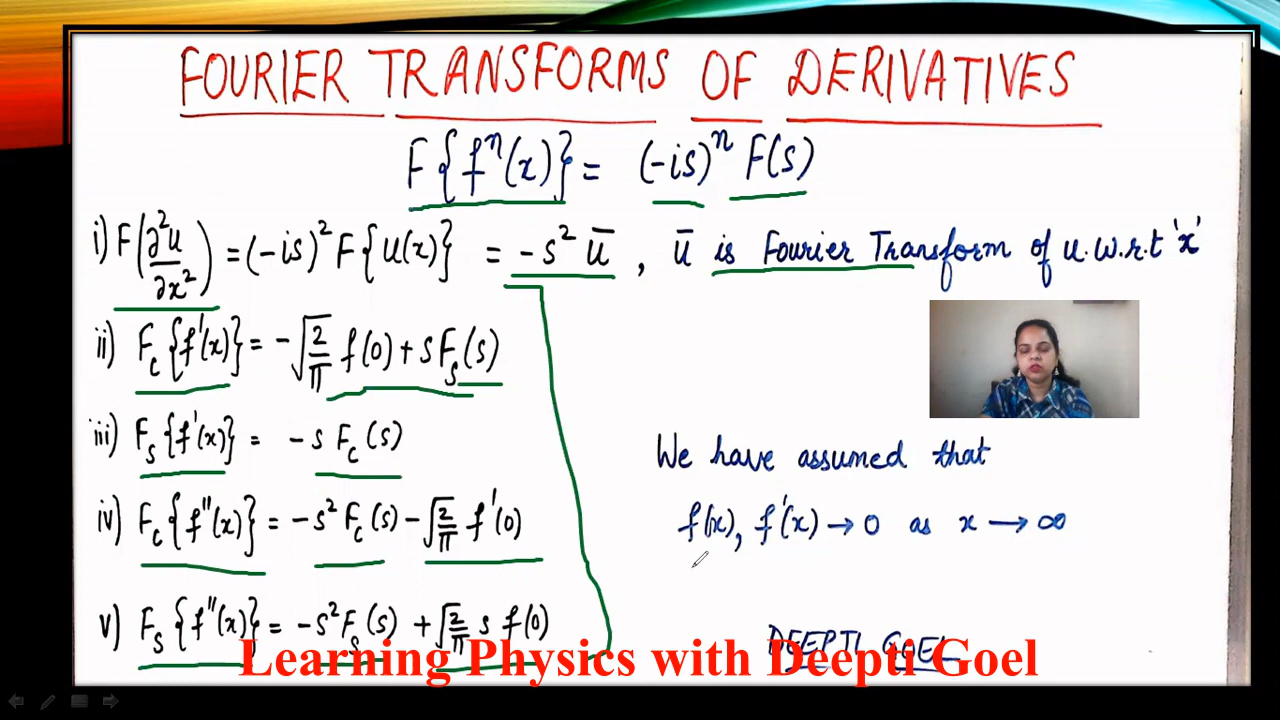 FOURIER TRANSFORMS OF DERIVATIVES
F{fⁿ(x)} = (-is)ⁿ F(s)
i) F(∂²u/∂x²) = (-is)² F{u(x)} = -s² ū , ū is Fourier Transform of u.w.r.t 'x'
ii) F_c{f'(x)} = -√(2/π) f(0) + s F_s(s)
iii) F_s{f'(x)} = -s F_c(s)
iv) F_c{f''(x)} = -s² F_c(s) - √(2/π) f'(0)
v) F_s{f''(x)} = -s² F_s(s) + √(2/π) s f(0)
We have assumed that
f(x), f'(x) → 0 as x → ∞
DEEPTI GOEL
Learning Physics with Deepti Goel